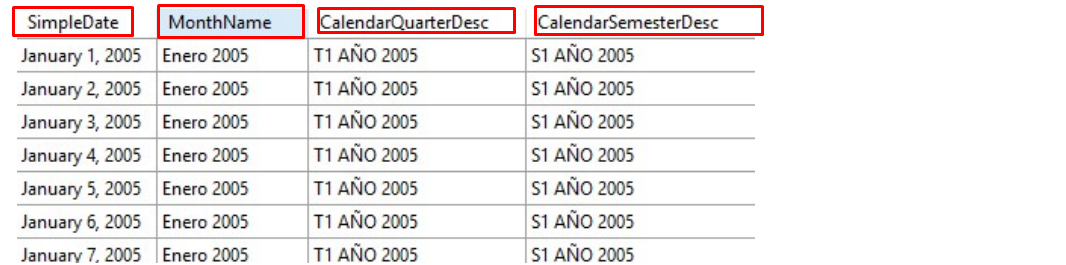 SimpleDate MonthName CalendarQuarterDesc CalendarSemesterDesc
January 1, 2005 Enero 2005 T1 AÑO 2005 S1 AÑO 2005
January 2, 2005 Enero 2005 T1 AÑO 2005 S1 AÑO 2005
January 3, 2005 Enero 2005 T1 AÑO 2005 S1 AÑO 2005
January 4, 2005 Enero 2005 T1 AÑO 2005 S1 AÑO 2005
January 5, 2005 Enero 2005 T1 AÑO 2005 S1 AÑO 2005
January 6, 2005 Enero 2005 T1 AÑO 2005 S1 AÑO 2005
January 7, 2005 Enero 2005 T1 AÑO 2005 S1 AÑO 2005